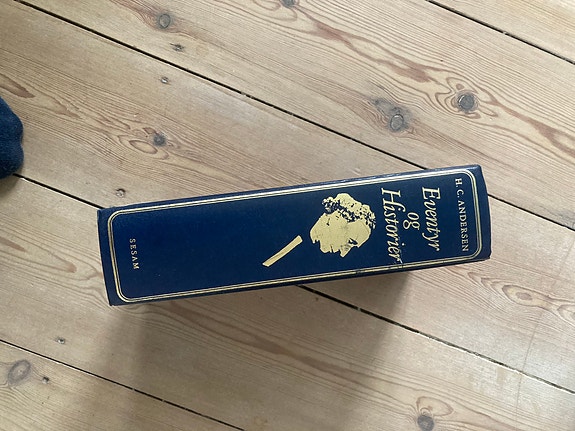 H. C. ANDERSEN
Eventyr
og
Historier
SESAM